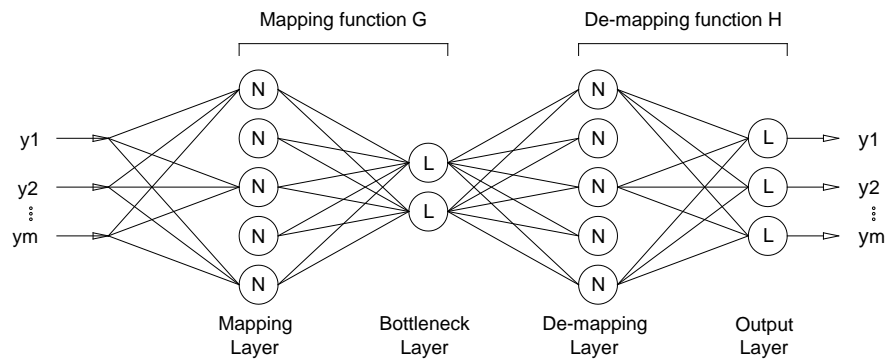 Mapping function G
De-mapping function H
N
N
N
N
N
L
L
N
N
N
N
N
L
L
L
y1
y2
ym
y1
y2
ym
Mapping
Layer
Bottleneck
Layer
De-mapping
Layer
Output
Layer